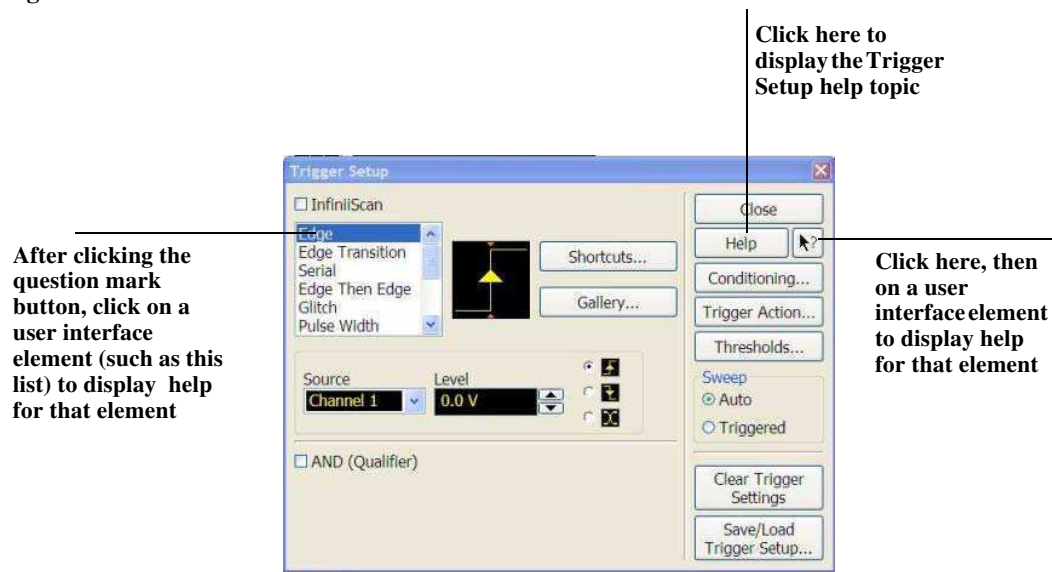 Click here to
display the Trigger
Setup help topic
Trigger Setup
InfiniiScan
Edge
Edge Transition
Serial
Edge Then Edge
Glitch
Pulse Width
Shortcuts...
Gallery...
Close
Help
?
Conditioning...
Trigger Action...
Thresholds...
Sweep
Auto
Triggered
Source
Level
Channel 1
0.0 V
AND (Qualifier)
Clear Trigger
Settings
Save/Load
Trigger Setup...
After clicking the
question mark
button, click on a
user interface
element (such as this
list) to display help
for that element
Click here, then
on a user
interface element
to display help
for that element